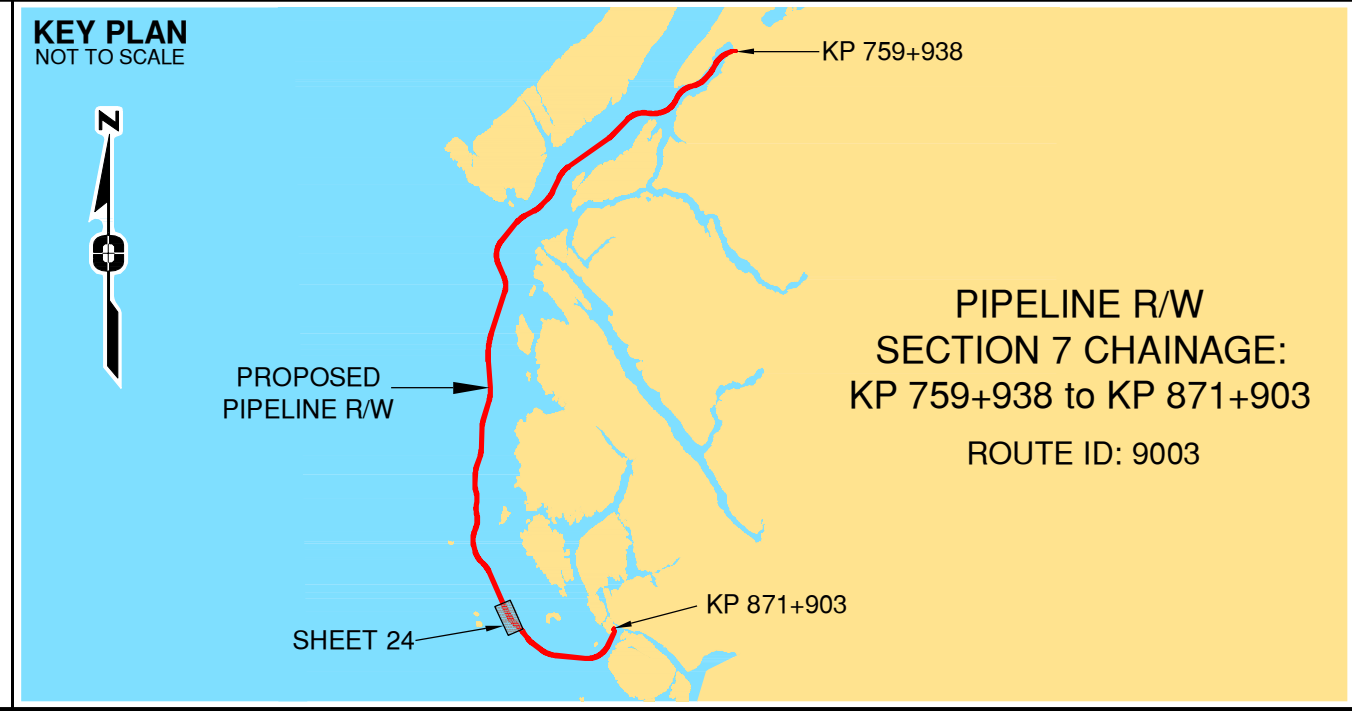 KEY PLAN
NOT TO SCALE
N
KP 759+938
PROPOSED
PIPELINE R/W
PIPELINE R/W
SECTION 7 CHAINAGE:
KP 759+938 to KP 871+903
ROUTE ID: 9003
KP 871+903
SHEET 24